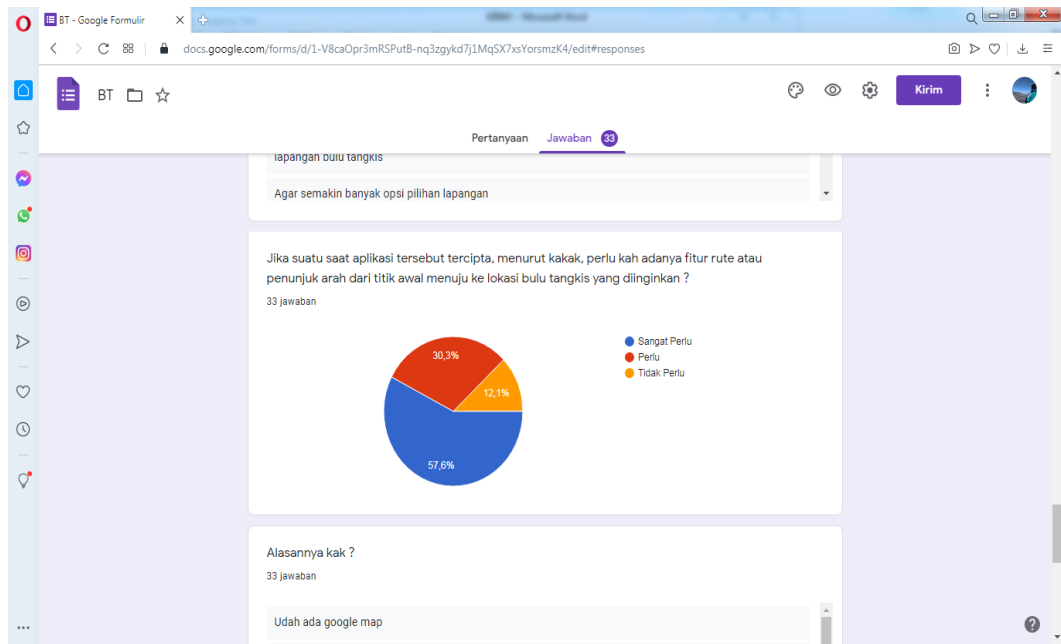 BT - Google Formulir
docs.google.com/forms/d/1-V8caOpr3mRSPutB-nq3zgykd7j1MqSX7xsYorsmzK4/edit#responses
BT
Kirim
Pertanyaan
Jawaban 33
lapangan bulu tangkis
Agar semakin banyak opsi pilihan lapangan
Jika suatu saat aplikasi tersebut tercipta, menurut kakak, perlu kah adanya fitur rute atau
penunjuk arah dari titik awal menuju ke lokasi bulu tangkis yang diinginkan ?
33 jawaban
Sangat Perlu
Perlu
Tidak Perlu
30,3%
12,1%
57,6%
Alasannya kak ?
33 jawaban
Udah ada google map